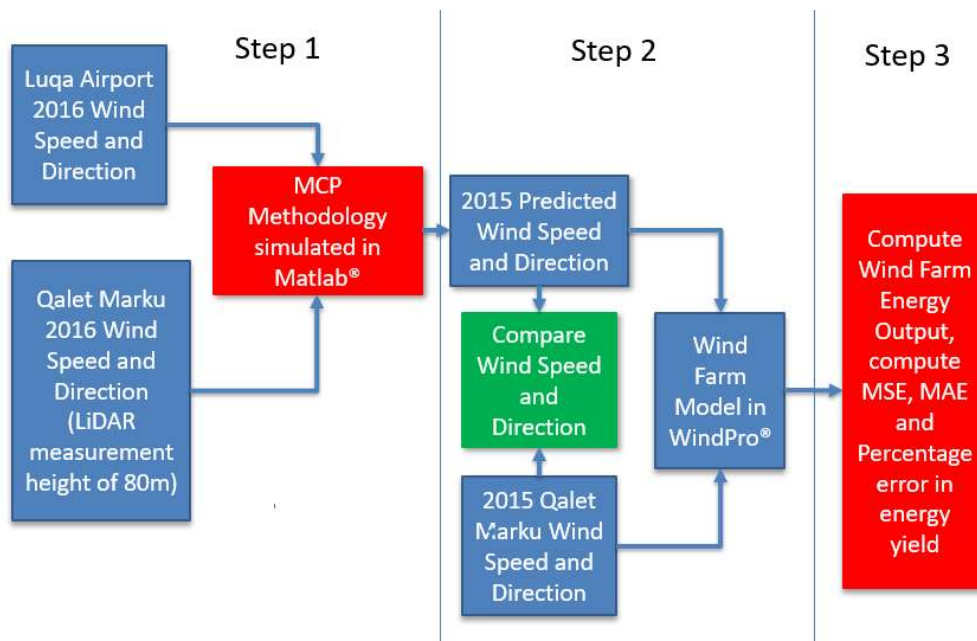 Step 1
Step 2
Step 3
Luqa Airport
2016 Wind
Speed and
Direction
MCP
Methodology
simulated in
Matlab®
Qalet Marku
2016 Wind
Speed and
Direction
(LiDAR
measurement
height of 80m)
2015 Predicted
Wind Speed
and Direction
Compare
Wind Speed
and
Direction
2015 Qalet
Marku Wind
Speed and
Direction
Wind
Farm
Model in
WindPro®
Compute
Wind Farm
Energy
Output,
compute
MSE, MAE
and
Percentage
error in
energy
yield